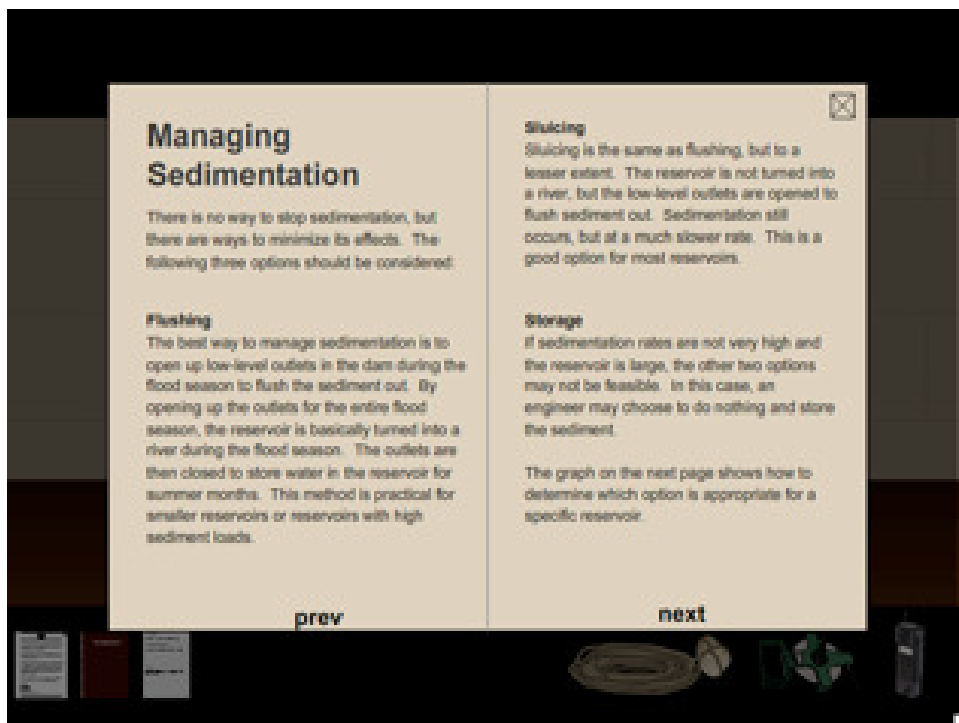 Managing
Sedimentation
There is no way to stop sedimentation, but
there are ways to minimize its effects. The
following three options should be considered:
Flushing
The best way to manage sedimentation is to
open up low-level outlets in the dam during the
flood season to flush the sediment out. By
opening up the outlets for the entire flood
season, the reservoir is basically turned into a
river during the flood season. The outlets are
then closed to store water in the reservoir for
summer months. This method is practical for
smaller reservoirs or reservoirs with high
sediment loads.
prev
Sluicing
Sluicing is the same as flushing, but to a
lesser extent. The reservoir is not turned into
a river, but the low-level outlets are opened to
flush sediment out. Sedimentation still
occurs, but at a much slower rate. This is a
good option for most reservoirs.
Storage
If sedimentation rates are not very high and
the reservoir is large, the other two options
may not be feasible. In this case, an
engineer may choose to do nothing and store
the sediment.
The graph on the next page shows how to
determine which option is appropriate for a
specific reservoir.
next